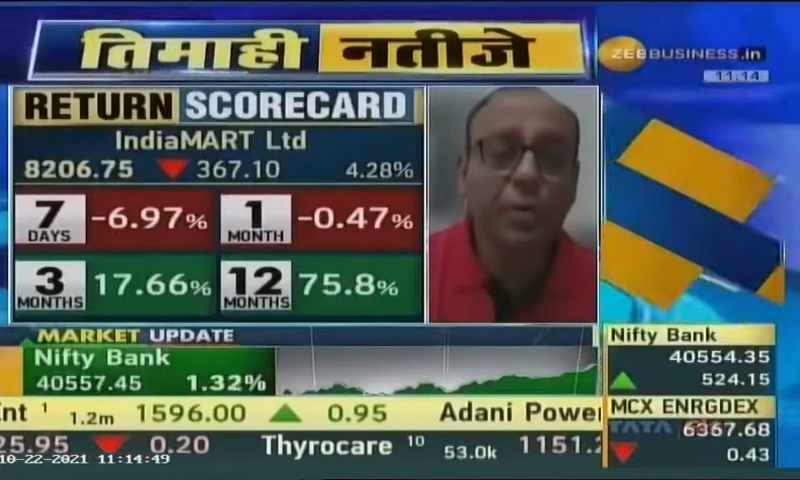 तिमाही नतीजे
ZEEBUSINESS.in
11:14
RETURN SCORECARD
IndiaMART Ltd
8206.75 ▼ 367.10 4.28%
7 DAYS -6.97% 1 MONTH -0.47%
3 MONTHS 17.66% 12 MONTHS 75.8%
MARKET UPDATE
Nifty Bank
40557.45 1.32%
Nifty Bank
40554.35
▲ 524.15
MCX ENRGDEX
6367.68
▼ 0.43
Ent 1 1.2m 1596.00 ▲ 0.95 Adani Power
25.95 ▼ 0.20 Thyrocare 10 53.0k 1151.2
10-22-2021 11:14:49